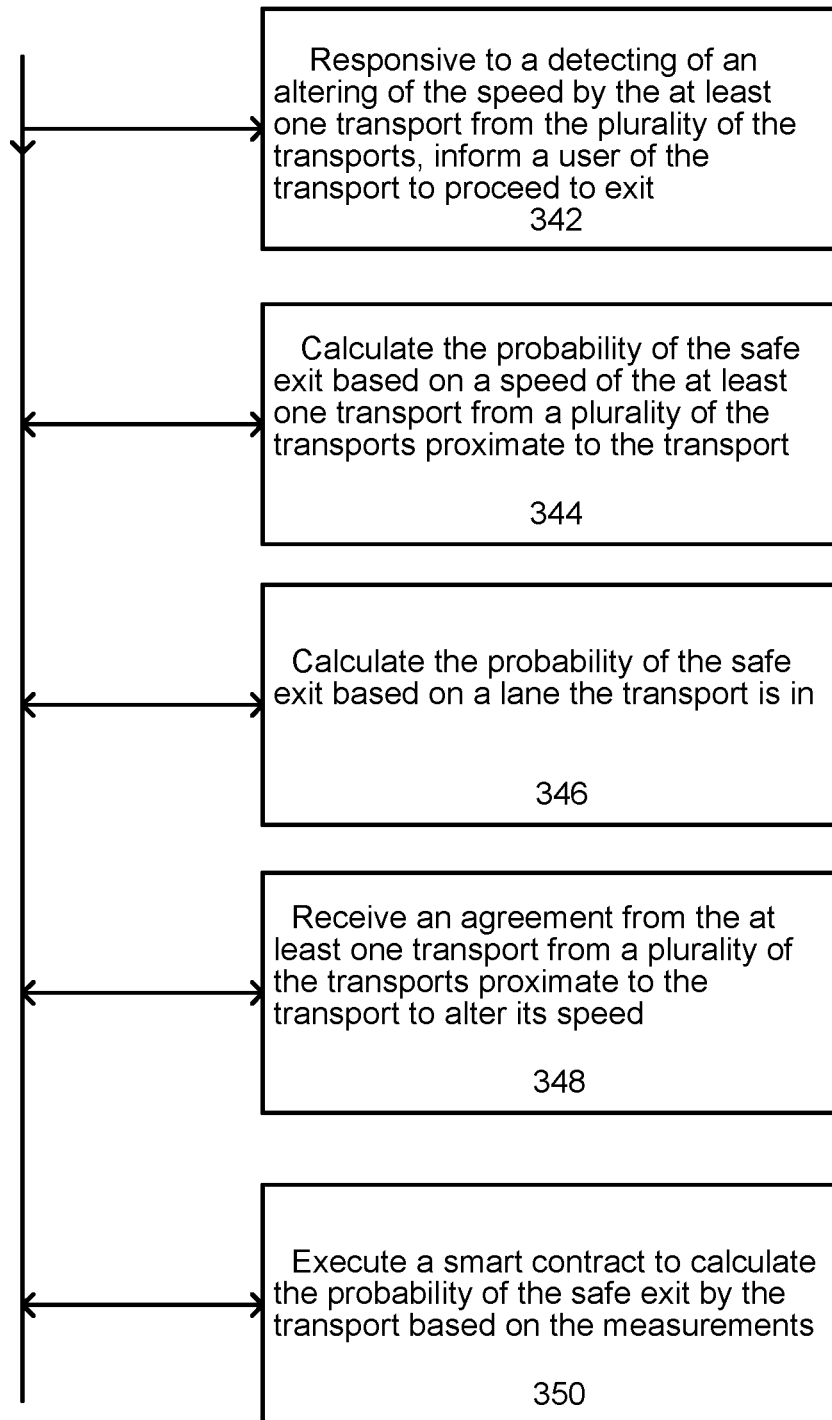 Responsive to a detecting of an
altering of the speed by the at least
one transport from the plurality of the
transports, inform a user of the
transport to proceed to exit
342
Calculate the probability of the safe
exit based on a speed of the at least
one transport from a plurality of the
transports proximate to the transport
344
Calculate the probability of the safe
exit based on a lane the transport is in
346
Receive an agreement from the at
least one transport from a plurality of
the transports proximate to the
transport to alter its speed
348
Execute a smart contract to calculate
the probability of the safe exit by the
transport based on the measurements
350